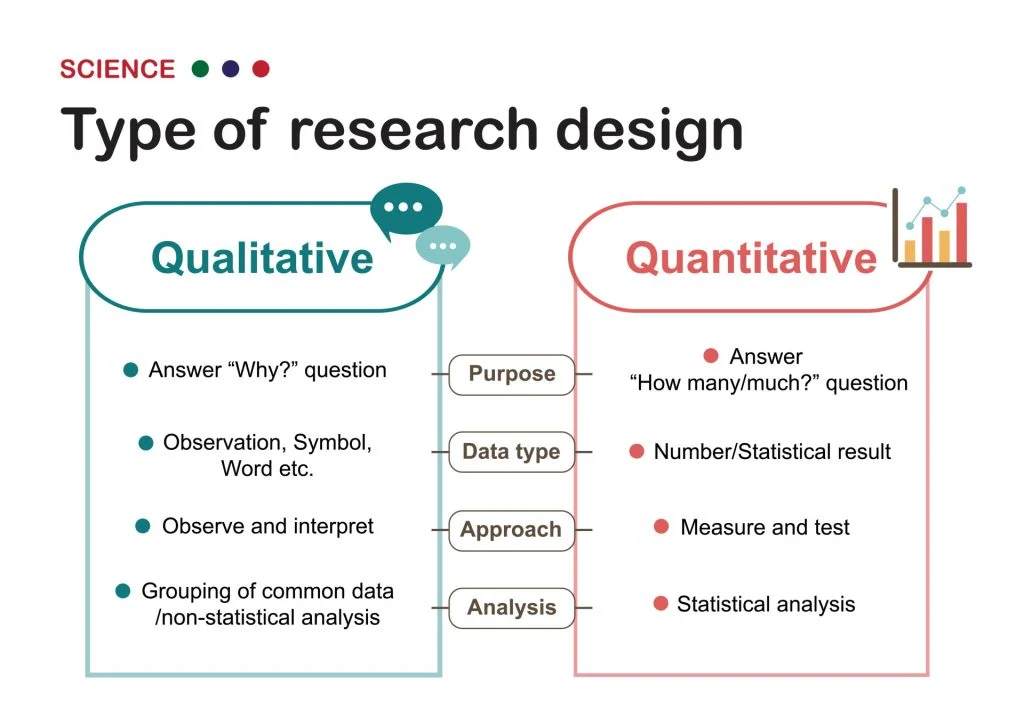 SCIENCE
Type of research design
Qualitative
Quantitative
Answer “Why?” question
Purpose
Answer
“How many/much?” question
Observation, Symbol,
Word etc.
Data type
Number/Statistical result
Observe and interpret
Approach
Measure and test
Grouping of common data
/non-statistical analysis
Analysis
Statistical analysis